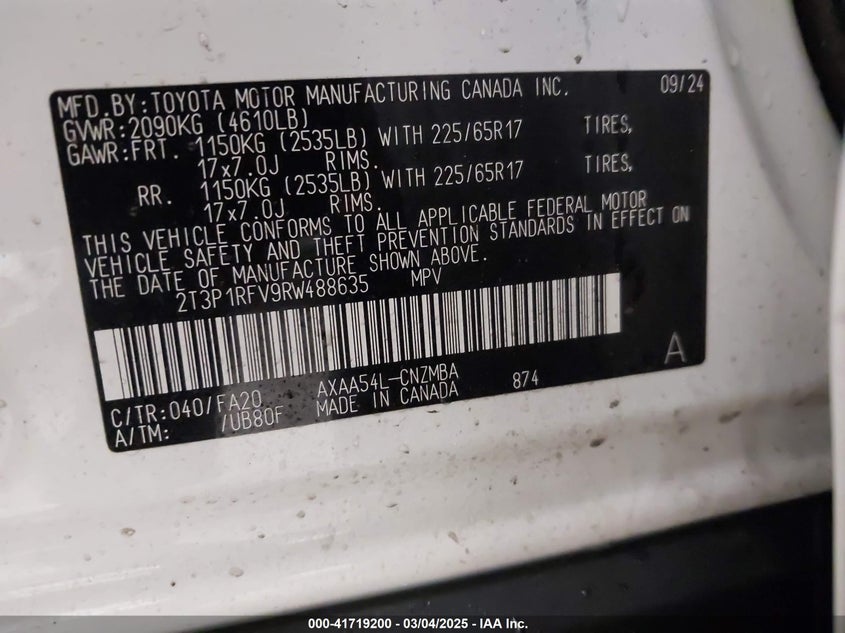 MFD.BY:TOYOTA MOTOR MANUFACTURING CANADA INC. 09/24
GVWR:2090KG (4610LB)
GAWR:FRT. 1150KG (2535LB) WITH 225/65R17 TIRES,
17x7.0J RIMS.
RR. 1150KG (2535LB) WITH 225/65R17 TIRES,
17x7.0J RIMS.
THIS VEHICLE CONFORMS TO ALL APPLICABLE FEDERAL MOTOR
VEHICLE SAFETY AND THEFT PREVENTION STANDARDS IN EFFECT ON
THE DATE OF MANUFACTURE SHOWN ABOVE.
2T3P1RFV9RW488635 MPV
A
C/TR:040/FA20 AXAA54L-CNZMBA 874
A/TM: /UB80F MADE IN CANADA
000-41719200 - 03/04/2025 - IAA Inc.